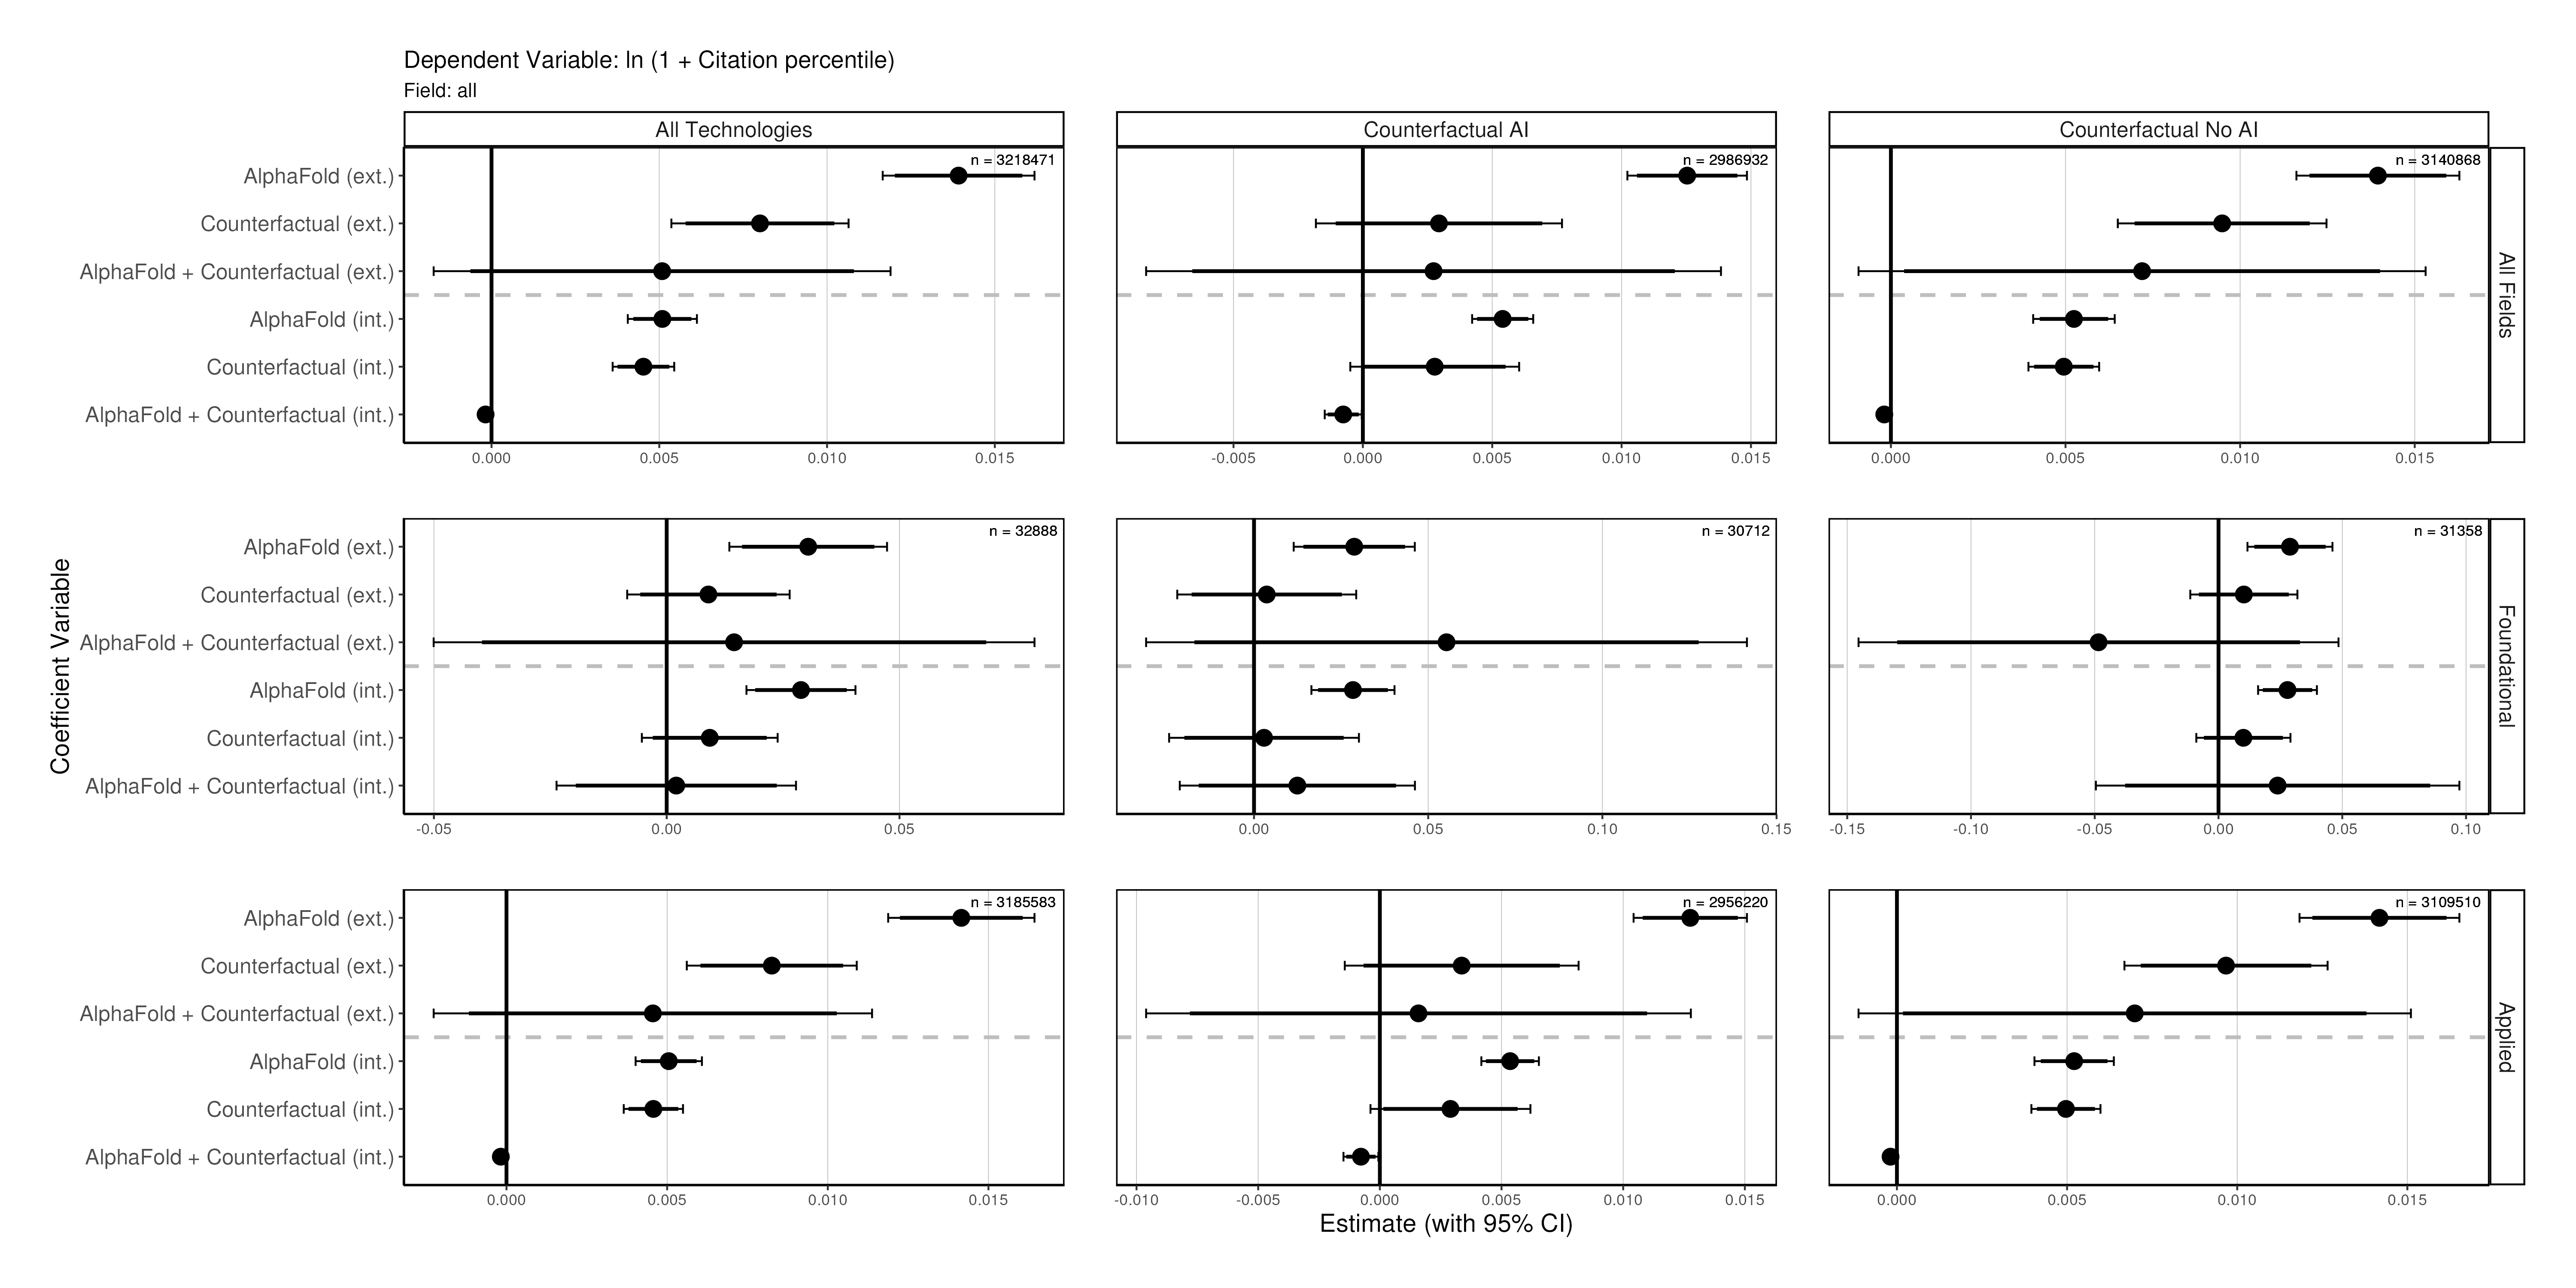 Dependent Variable: ln (1 + Citation percentile)
Field: all
All Technologies
Counterfactual AI
Counterfactual No AI
Coefficient Variable
AlphaFold (ext.)
Counterfactual (ext.)
AlphaFold + Counterfactual (ext.)
AlphaFold (int.)
Counterfactual (int.)
AlphaFold + Counterfactual (int.)
n = 3218471
0.000 0.005 0.010 0.015
n = 2986932
-0.005 0.000 0.005 0.010 0.015
n = 3140868
0.000 0.005 0.010 0.015
All Fields
AlphaFold (ext.)
Counterfactual (ext.)
AlphaFold + Counterfactual (ext.)
AlphaFold (int.)
Counterfactual (int.)
AlphaFold + Counterfactual (int.)
n = 32888
-0.05 0.00 0.05
n = 30712
0.00 0.05 0.10 0.15
n = 31358
-0.15 -0.10 -0.05 0.00 0.05 0.10
Foundational
AlphaFold (ext.)
Counterfactual (ext.)
AlphaFold + Counterfactual (ext.)
AlphaFold (int.)
Counterfactual (int.)
AlphaFold + Counterfactual (int.)
n = 3185583
0.000 0.005 0.010 0.015
n = 2956220
-0.010 -0.005 0.000 0.005 0.010 0.015
n = 3109510
0.000 0.005 0.010 0.015
Applied
Estimate (with 95% CI)